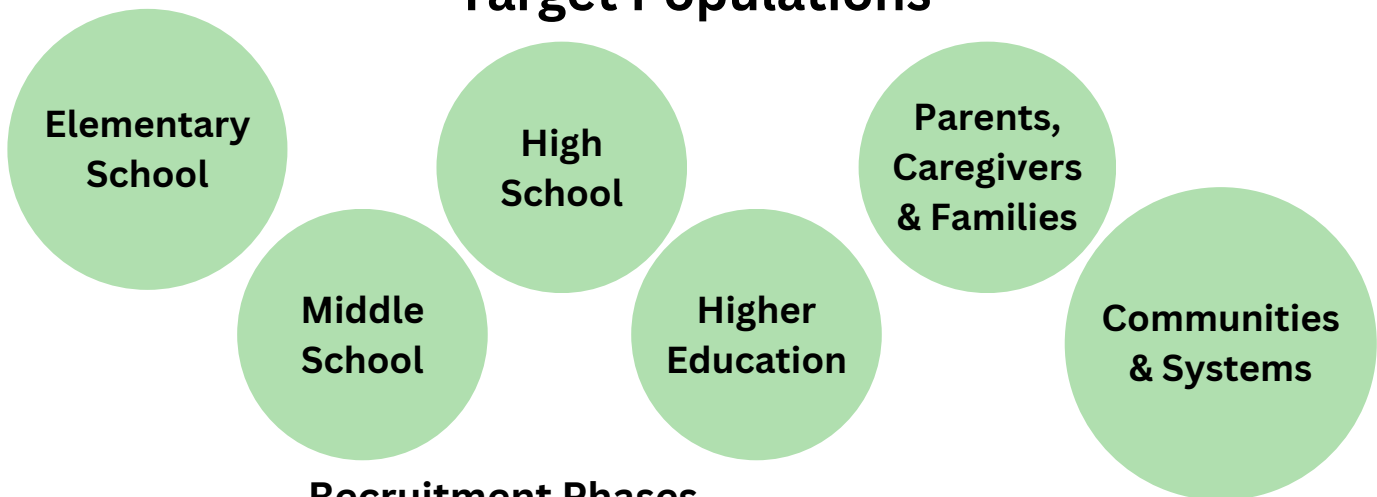 Target Populations
Elementary
School
Middle
School
High
School
Higher
Education
Parents,
Caregivers
& Families
Communities
& Systems
Recruitment Phases